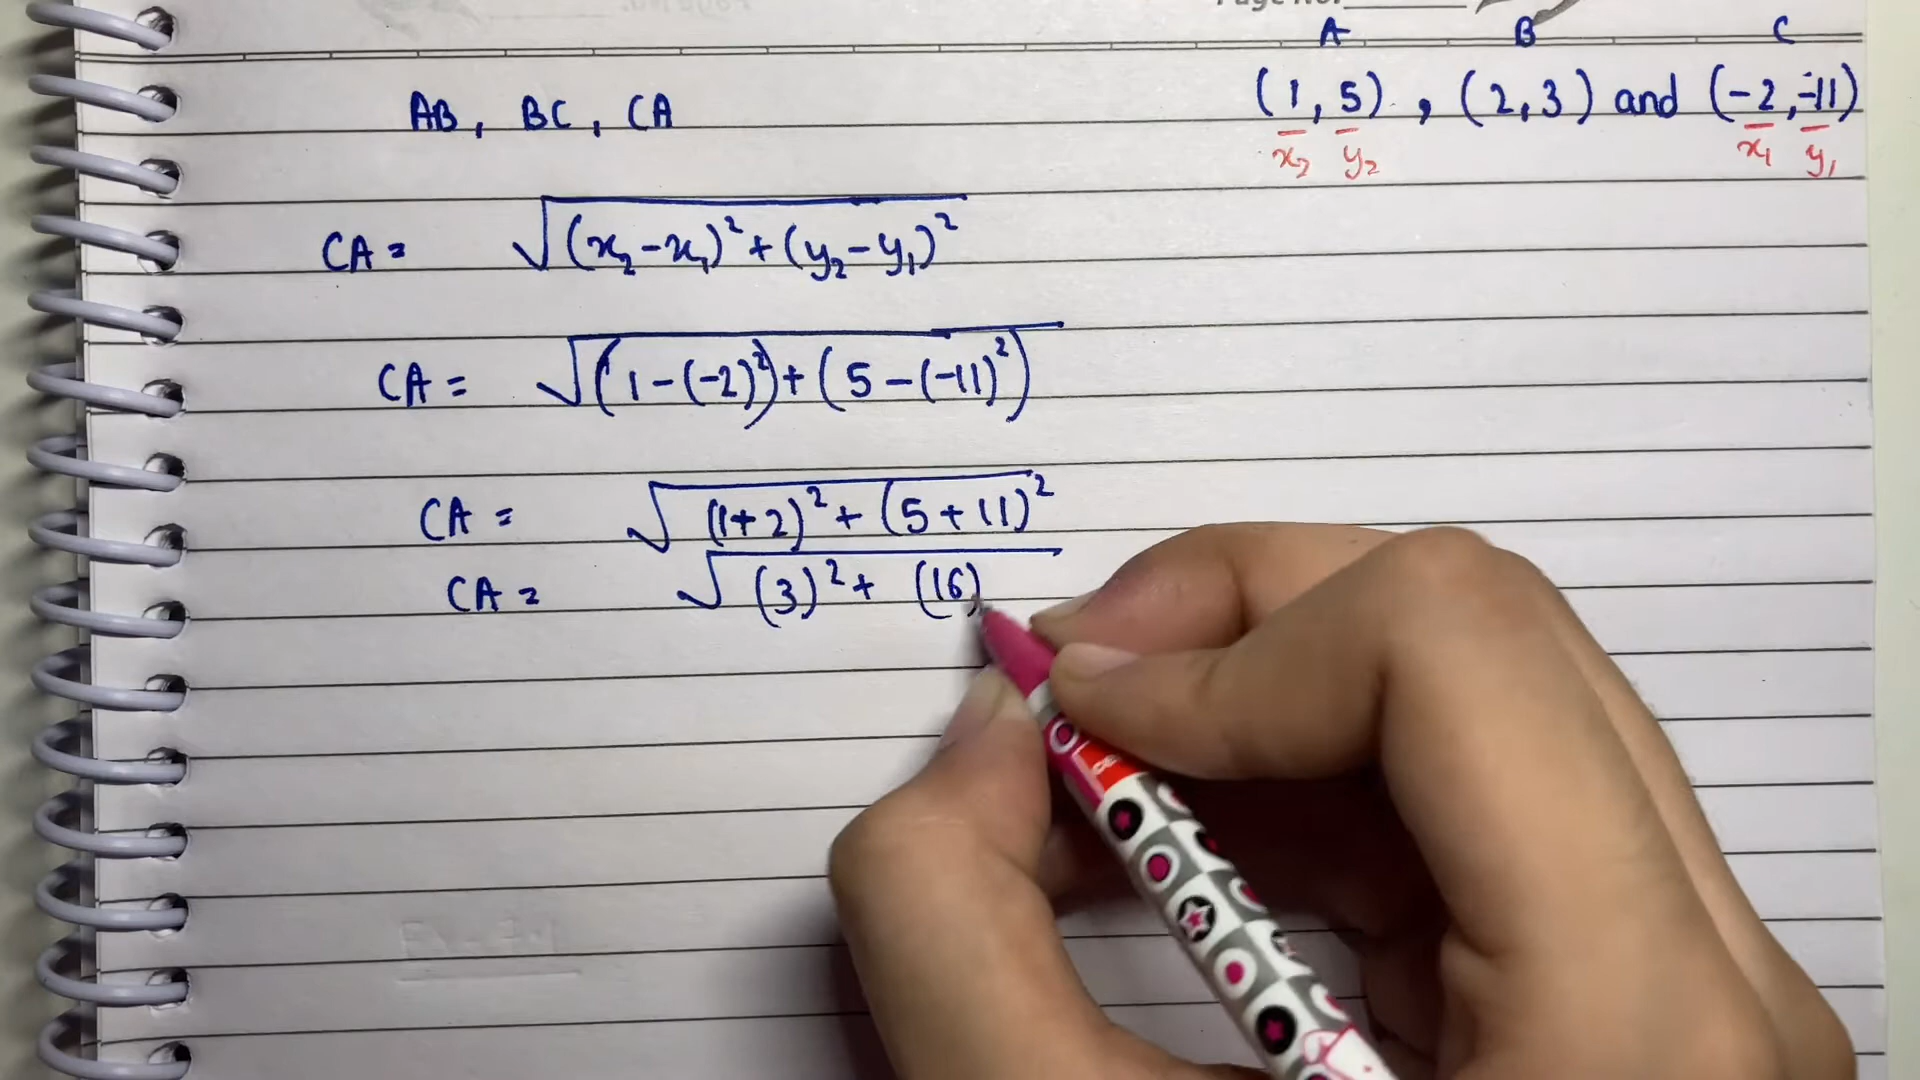 Page No.
A B C
(1, 5), (2,3) and (-2,-11)
x₂ y₂ x₁ y₁
AB, BC, CA
CA = √(x₂-x₁)²+(y₂-y₁)²
CA = √(1-(-2)²)+(5-(-11)²)
CA = √(1+2)²+(5+11)²
CA = √(3)²+ (16)